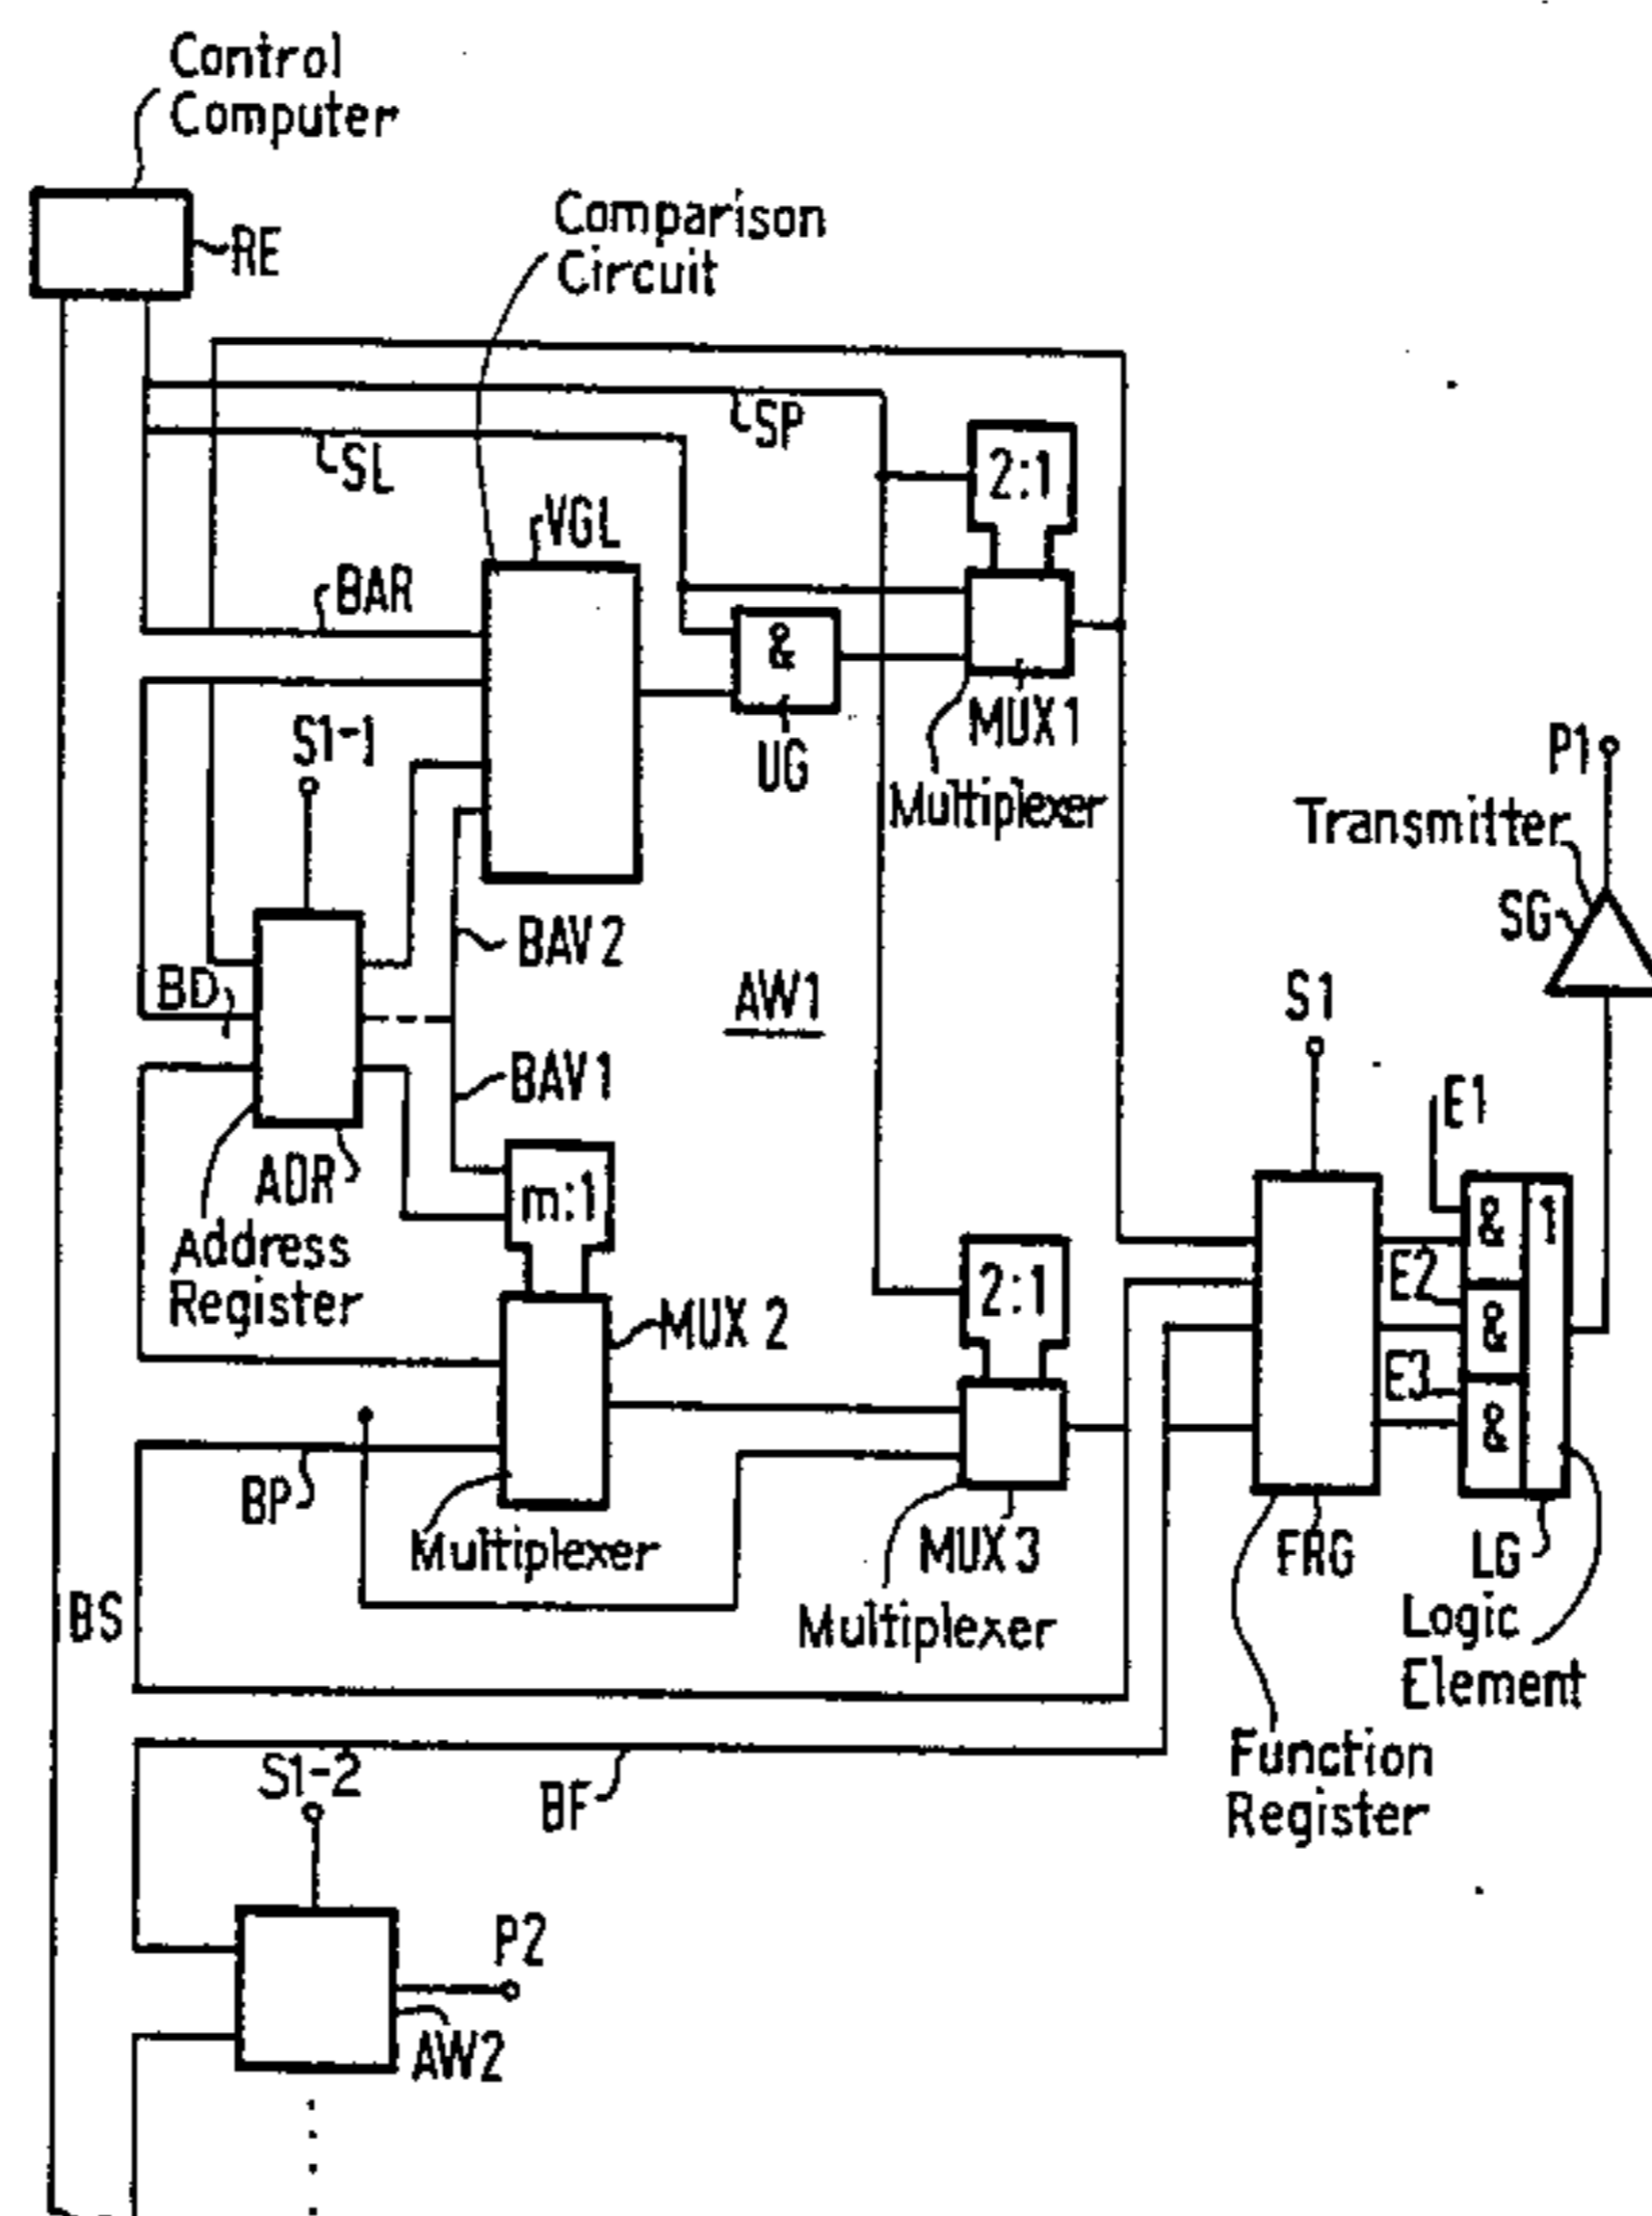 Control
Computer
RE
Comparison
Circuit
SP
SL
2:1
VGL
BAR
&
UG
MUX1
Multiplexer
S1-1
P1
Transmitter
SG
BAV2
BD
AW1
S1
BAV1
E1
ADR
m:1
Address
Register
&
1
E2
2:1
MUX 2
&
E3
&
BP
Multiplexer
MUX3
Multiplexer
FRG
LG
Logic
Element
BS
Function
Register
S1-2
BF
P2
AW2